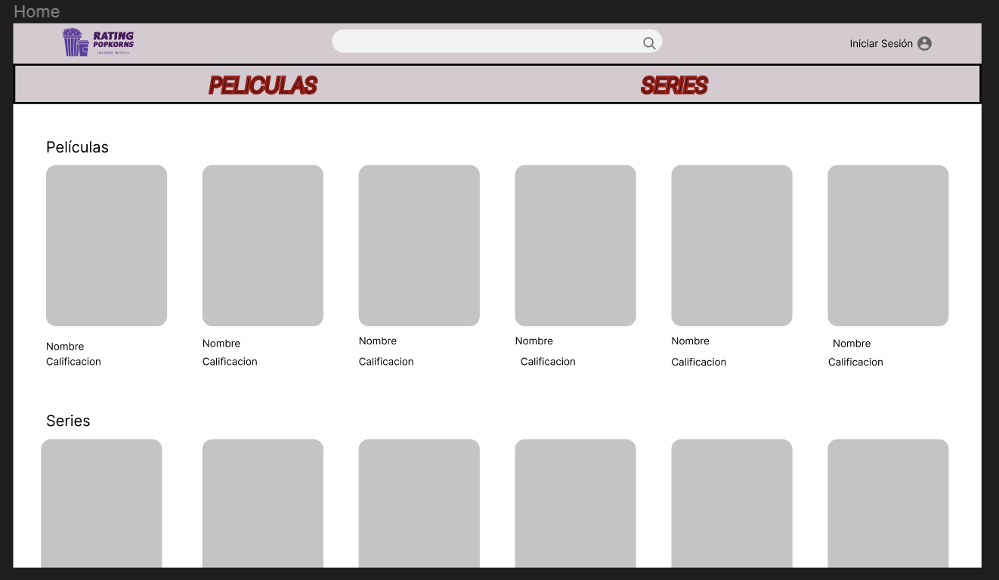 Home
RATING
POPKORNS
Iniciar Sesión
PELICULAS SERIES
Películas
Nombre Nombre Nombre Nombre Nombre Nombre
Calificacion Calificacion Calificacion Calificacion Calificacion Calificacion
Series